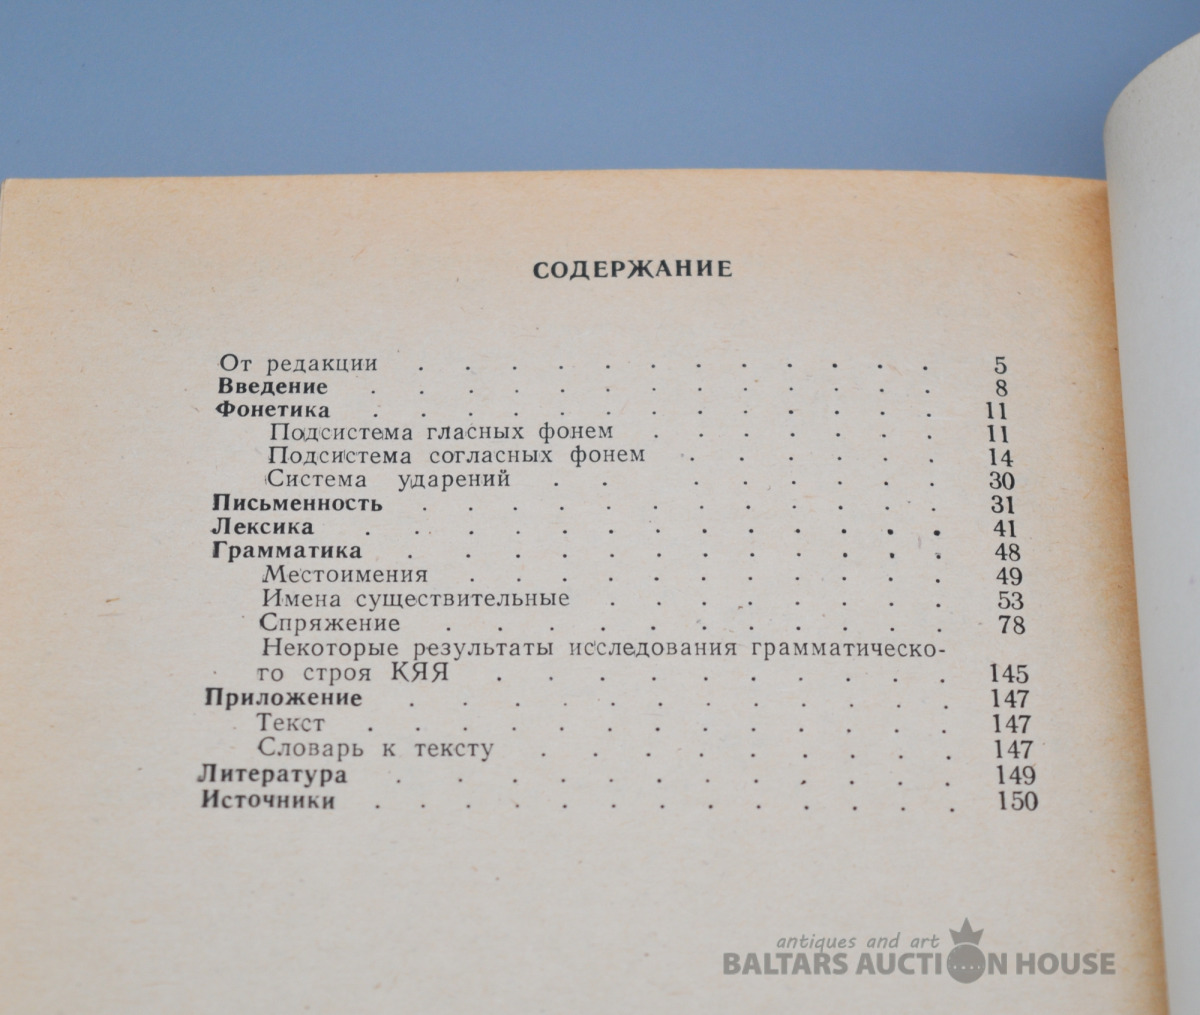 СОДЕРЖАНИЕ
От редакции . . . . . . . . . . . . 5
Введение . . . . . . . . . . . . . 8
Фонетика . . . . . . . . . . . . . 11
Подсистема гласных фонем . . . . . . . 11
Подсистема согласных фонем . . . . . . 14
Система ударений . . . . . . . . 30
Письменность . . . . . . . . . . . . 31
Лексика . . . . . . . . . . . . . 41
Грамматика . . . . . . . . . . . . 48
Местоимения . . . . . . . . . . . 49
Имена существительные . . . . . . . . 53
Спряжение . . . . . . . . . . . 78
Некоторые результаты исследования грамматическо-
го строя КЯЯ . . . . . . . . . . 145
Приложение . . . . . . . . . . . 147
Текст . . . . . . . . . . . . . 147
Словарь к тексту . . . . . . . . . 147
Литература . . . . . . . . . . . 149
Источники . . . . . . . . . . . . 150
antiques and art
BALTARS AUCTION HOUSE